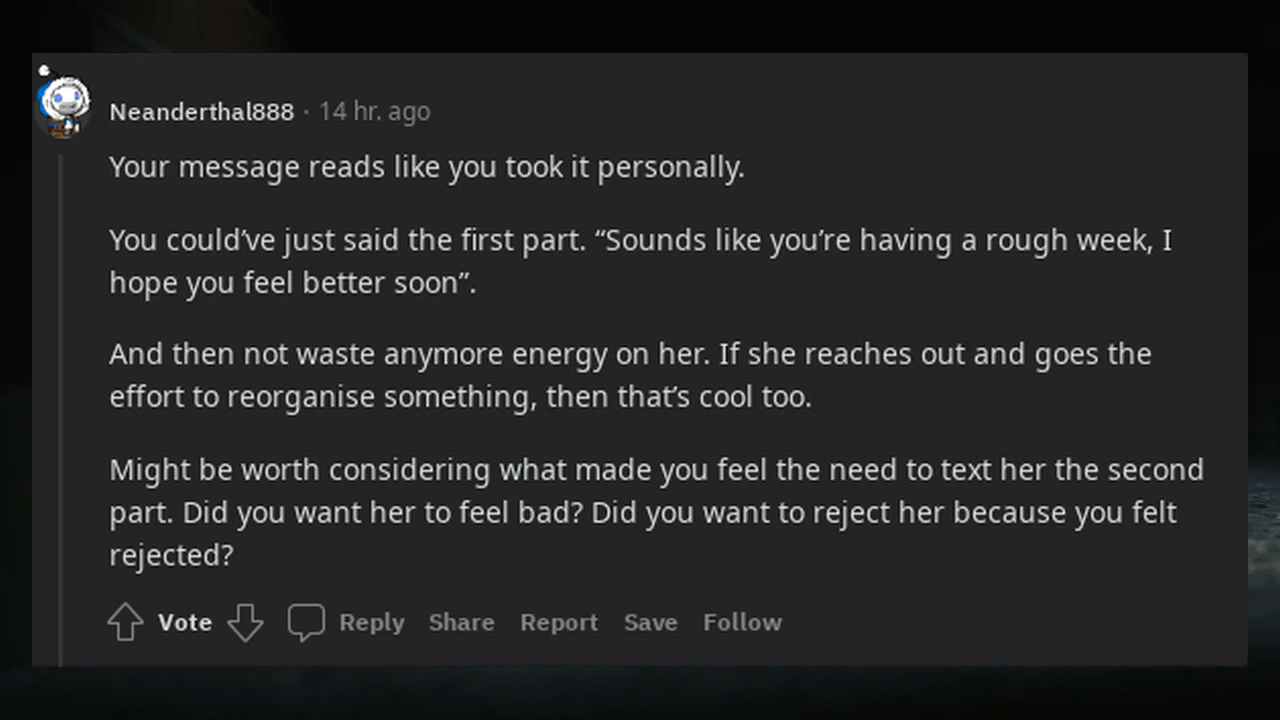 Neanderthal888 · 14 hr. ago
Your message reads like you took it personally.
You could’ve just said the first part. “Sounds like you’re having a rough week, I
hope you feel better soon”.
And then not waste anymore energy on her. If she reaches out and goes the
effort to reorganise something, then that’s cool too.
Might be worth considering what made you feel the need to text her the second
part. Did you want her to feel bad? Did you want to reject her because you felt
rejected?
Vote Reply Share Report Save Follow